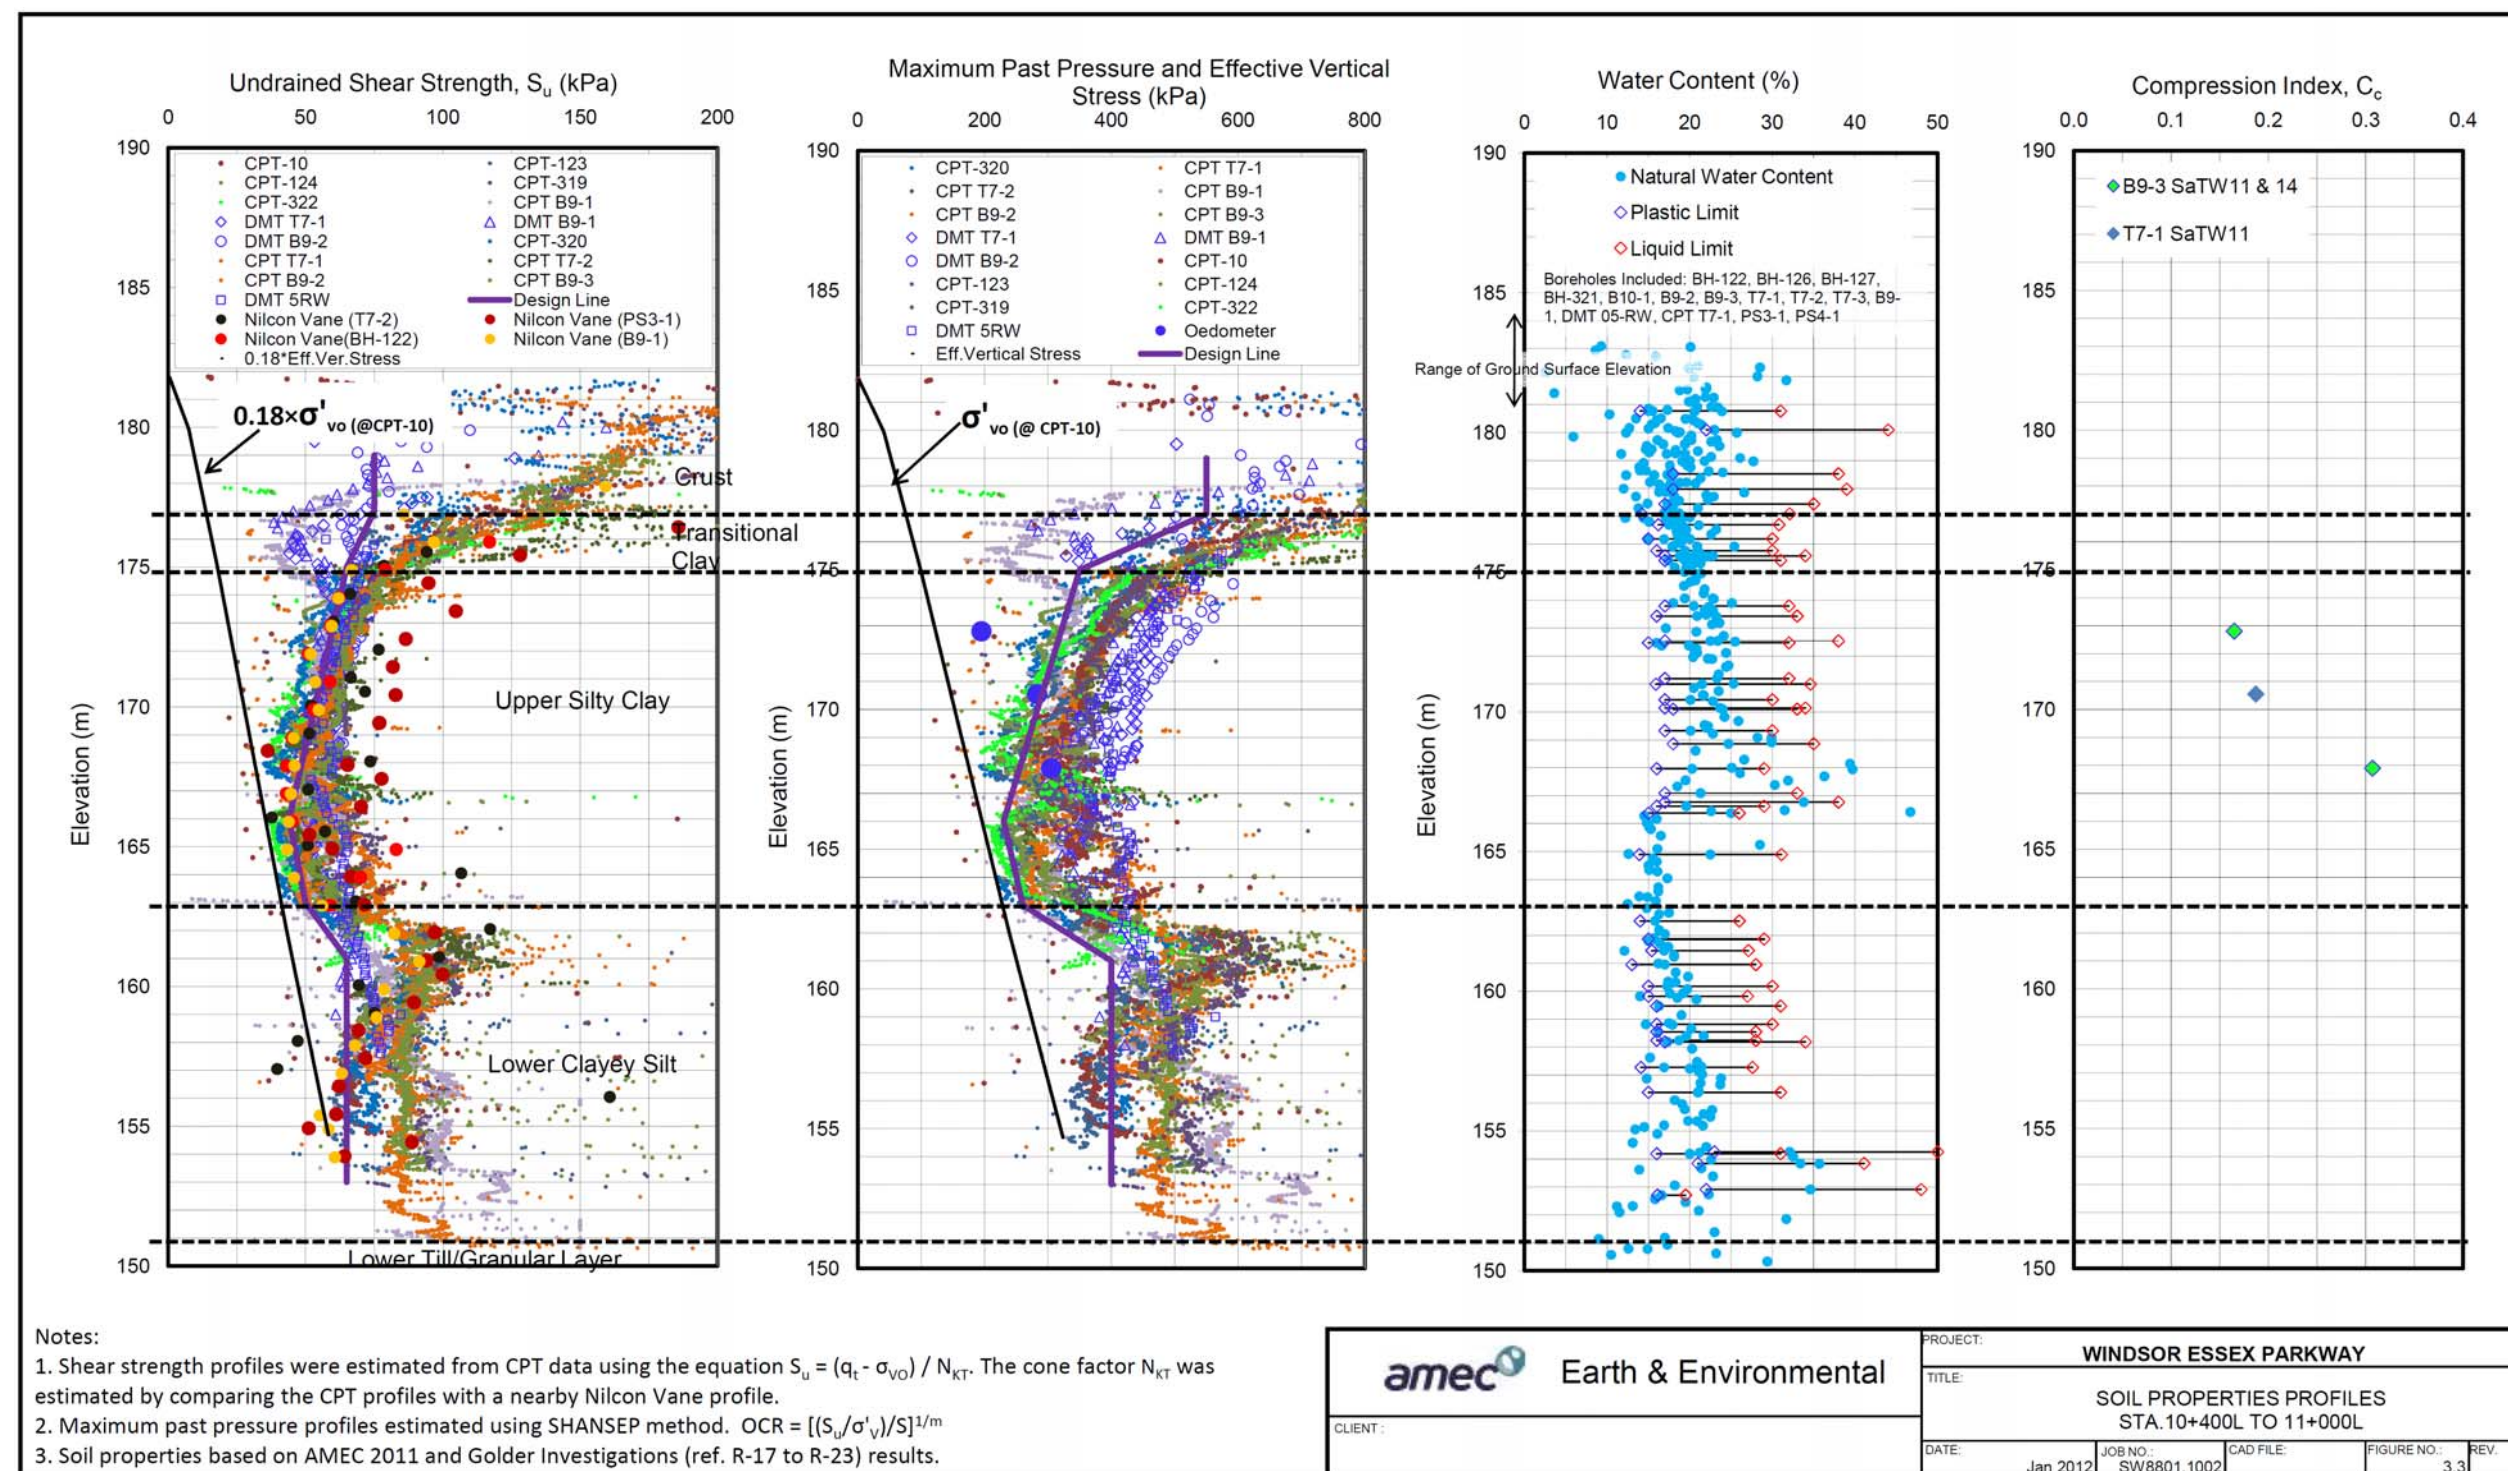 Undrained Shear Strength, Su (kPa)
0 50 100 150 200
190
185
180
175
170
165
160
155
150
Elevation (m)
CPT-10 CPT-123
CPT-124 CPT-319
CPT-322 CPT B9-1
DMT T7-1 DMT B9-1
DMT B9-2 CPT-320
CPT T7-1 CPT T7-2
CPT B9-2 CPT B9-3
DMT 5RW Design Line
Nilcon Vane (T7-2) Nilcon Vane (PS3-1)
Nilcon Vane(BH-122) Nilcon Vane (B9-1)
0.18*Eff.Ver.Stress
0.18×σ'vo (@CPT-10)
Crust
Transitional
Clay
Upper Silty Clay
Lower Clayey Silt
Lower Till/Granular Layer
Maximum Past Pressure and Effective Vertical
Stress (kPa)
0 200 400 600 800
190
185
180
175
170
165
160
155
150
Elevation (m)
CPT-320 CPT T7-1
CPT T7-2 CPT B9-1
CPT B9-2 CPT B9-3
DMT T7-1 DMT B9-1
DMT B9-2 CPT-10
CPT-123 CPT-124
CPT-319 CPT-322
DMT 5RW Oedometer
Eff.Vertical Stress Design Line
σ'vo (@ CPT-10)
Water Content (%)
0 10 20 30 40 50
190
185
180
175
170
165
160
155
150
Elevation (m)
Natural Water Content
Plastic Limit
Liquid Limit
Boreholes Included: BH-122, BH-126, BH-127,
BH-321, B10-1, B9-2, B9-3, T7-1, T7-2, T7-3, B9-
1, DMT 05-RW, CPT T7-1, PS3-1, PS4-1
Range of Ground Surface Elevation
Compression Index, Cc
0.0 0.1 0.2 0.3 0.4
190
185
180
175
170
165
160
155
150
B9-3 SaTW11 & 14
T7-1 SaTW11
Notes:
1. Shear strength profiles were estimated from CPT data using the equation Su = (qt - σVO) / NKT. The cone factor NKT was
estimated by comparing the CPT profiles with a nearby Nilcon Vane profile.
2. Maximum past pressure profiles estimated using SHANSEP method. OCR = [(Su/σ'V)/S]1/m
3. Soil properties based on AMEC 2011 and Golder Investigations (ref. R-17 to R-23) results.
amec Earth & Environmental
CLIENT :
PROJECT:
WINDSOR ESSEX PARKWAY
TITLE:
SOIL PROPERTIES PROFILES
STA.10+400L TO 11+000L
DATE: JOB NO.: CAD FILE: FIGURE NO.: REV.
Jan 2012 SW8801.1002 3.3